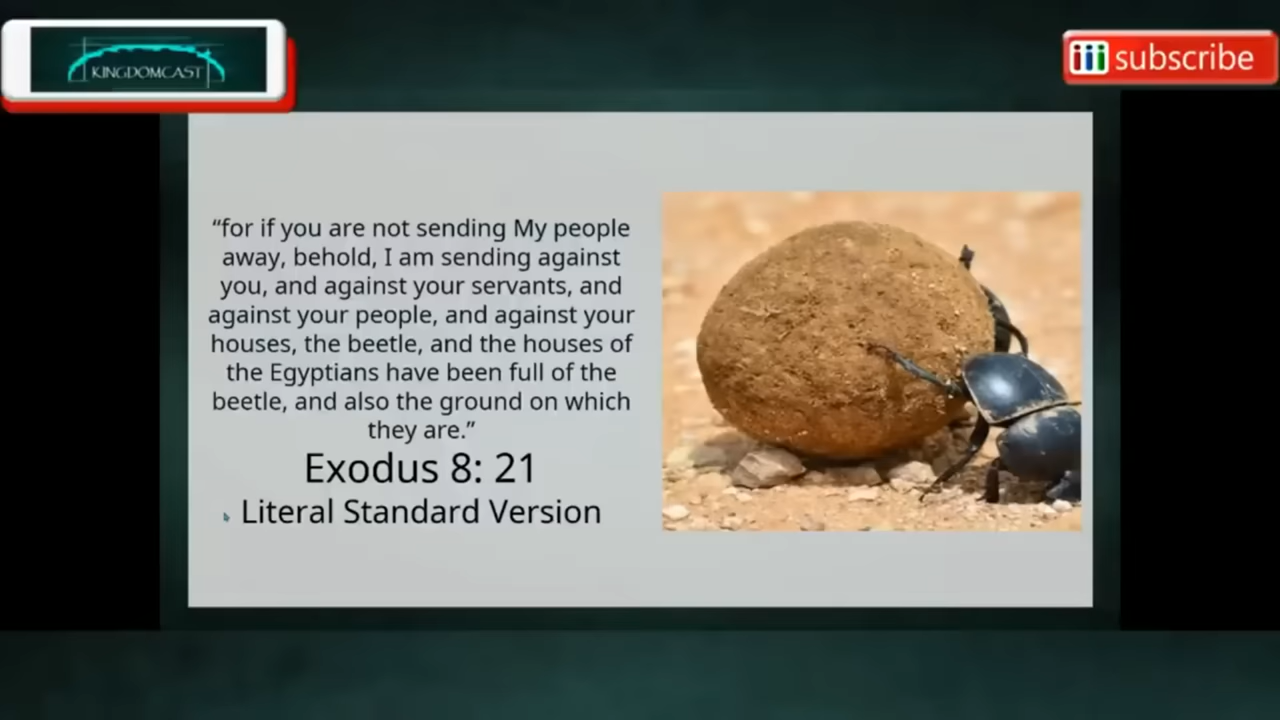 KINGDOMCAST
subscribe
“for if you are not sending My people
away, behold, I am sending against
you, and against your servants, and
against your people, and against your
houses, the beetle, and the houses of
the Egyptians have been full of the
beetle, and also the ground on which
they are.”
Exodus 8: 21
Literal Standard Version